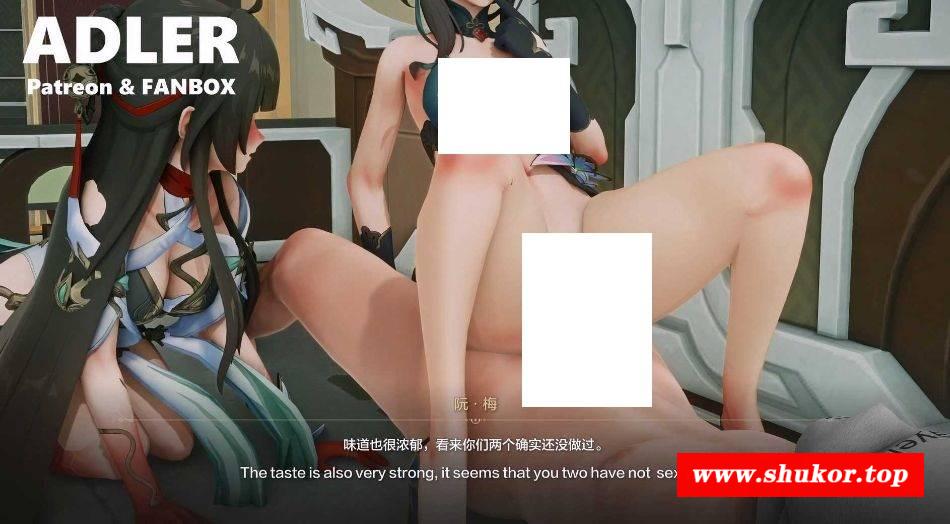 ADLER
Patreon & FANBOX
阮·梅
味道也很浓郁，看来你们两个确实还没做过。
The taste is also very strong, it seems that you two have not sex
www.shukor.top